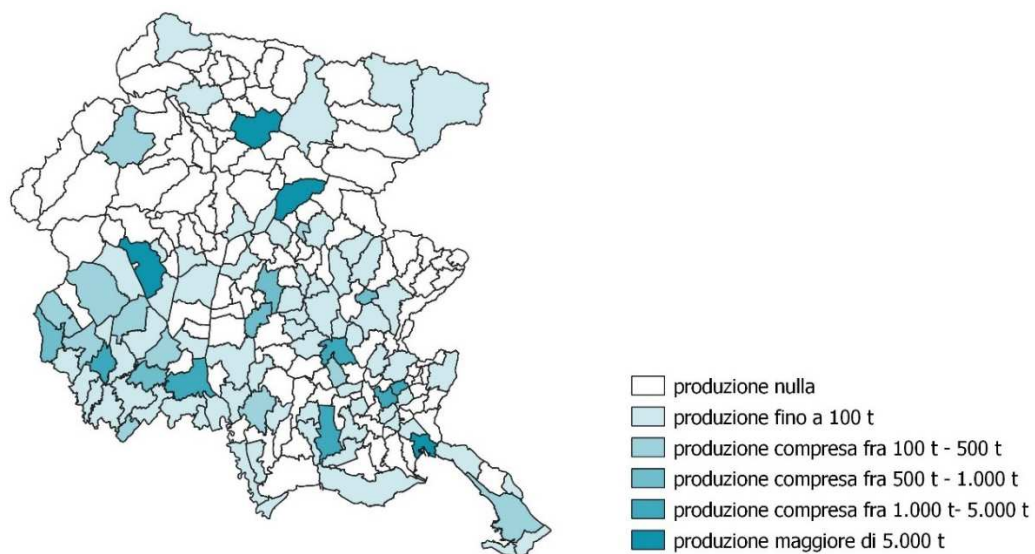 produzione nulla
produzione fino a 100 t
produzione compresa fra 100 t - 500 t
produzione compresa fra 500 t - 1.000 t
produzione compresa fra 1.000 t- 5.000 t
produzione maggiore di 5.000 t